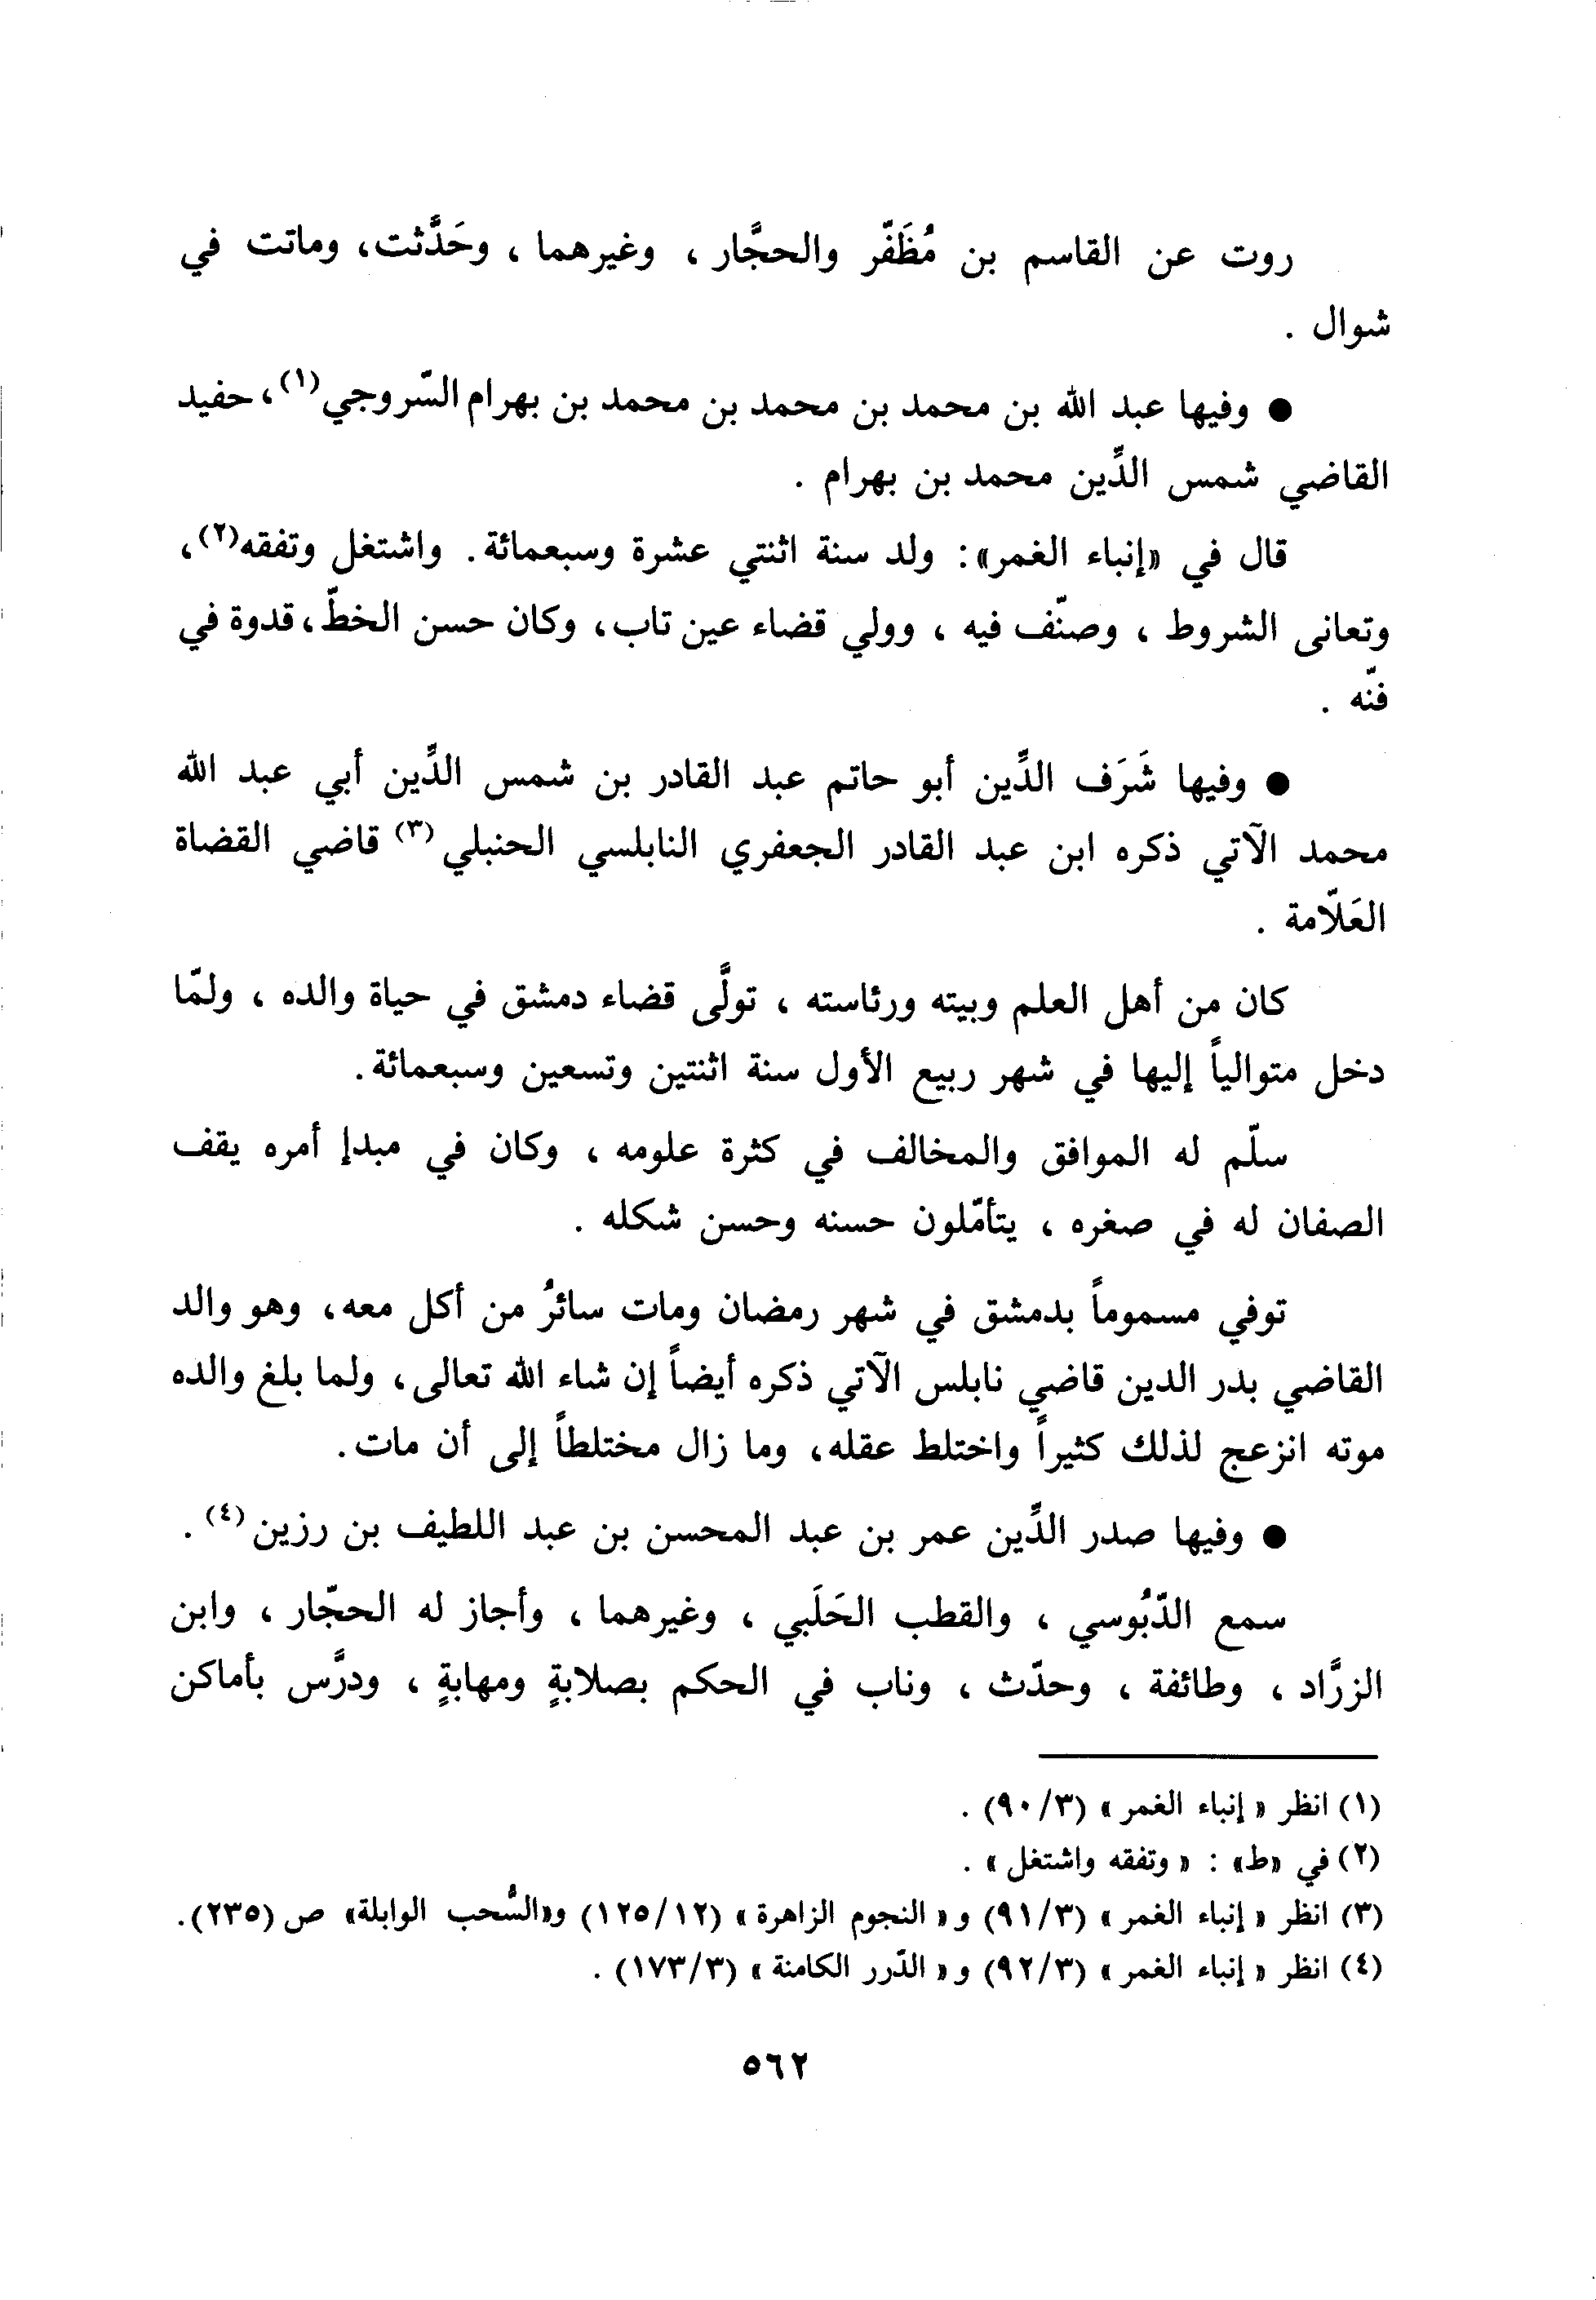 روت عن القاسم بن مُظَفّر والحجَّار ، وغيرهما ، وحَدَّثت، وماتت في
شوال .
● وفيها عبد الله بن محمد بن محمد بن محمد بن بهرام السّروجي(١)، حفيد
القاضي شمس الدِّين محمد بن بهرام .
قال في «إنباء الغمر»: ولد سنة اثنتي عشرة وسبعمائة. واشتغل وتفقه(٢)،
وتعانى الشروط ، وصنّف فيه ، وولي قضاء عين تاب، وكان حسن الخطّ، قدوة في
فنّه .
● وفيها شَرَف الدِّين أبو حاتم عبد القادر بن شمس الدِّين أبي عبد الله
محمد الآتي ذكره ابن عبد القادر الجعفري النابلسي الحنبلي(٣) قاضي القضاة
العَلّامة .
كان من أهل العلم وبيته ورئاسته ، تولَّى قضاء دمشق في حياة والده ، ولمّا
دخل متوالياً إليها في شهر ربيع الأول سنة اثنتين وتسعين وسبعمائة.
سلّم له الموافق والمخالف في كثرة علومه ، وكان في مبدإ أمره يقف
الصفان له في صغره ، يتأمّلون حسنه وحسن شكله .
توفي مسموماً بدمشق في شهر رمضان ومات سائرُ من أكل معه، وهو والد
القاضي بدر الدين قاضي نابلس الآتي ذكره أيضاً إن شاء الله تعالى، ولما بلغ والده
موته انزعج لذلك كثيراً واختلط عقله، وما زال مختلطاً إلى أن مات.
● وفيها صدر الدِّين عمر بن عبد المحسن بن عبد اللطيف بن رزين(٤) .
سمع الدّبُوسي ، والقطب الحَلَبي ، وغيرهما ، وأجاز له الحجّار ، وابن
الزرَّاد ، وطائفة ، وحدّث ، وناب في الحكم بصلابةٍ ومهابةٍ ، ودرَّس بأماكن
(١) انظر « إنباء الغمر » (٩٠/٣) .
(٢) في «ط» : « وتفقه واشتغل » .
(٣) انظر « إنباء الغمر » (٩١/٣) و « النجوم الزاهرة » (١٢٥/١٢) و«السُّحب الوابلة» ص (٢٣٥).
(٤) انظر « إنباء الغمر » (٩٢/٣) و « الدّرر الكامنة » (١٧٣/٣) .
٥٦٢